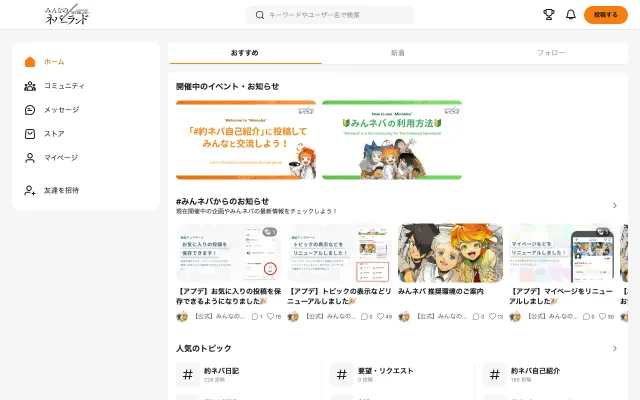 みんなの
ネバーランド
キーワードやユーザー名で検索
投稿する
ホーム
コミュニティ
メッセージ
ストア
マイページ
友達を招待
おすすめ
新着
フォロー
開催中のイベント・お知らせ
Welcome to "Minneba"
「#約ネバ自己紹介」に投稿して
みんなと交流しよう！
Let's introduce ourselves to everyone!
How to use "Minneba"
みんネバの利用方法
"Minneba" is a fan community for The Promised Neverland
#みんネバからのお知らせ
現在開催中の企画やみんネバの最新情報をチェックしよう！
お気に入りの投稿を
保存できます！
トピックの表示などを
リニューアルしました！
マイページなどを
リニューアルしました！
【アプデ】お気に入りの投稿を保
存できるようになりました🎉
【アプデ】トピックの表示などリ
ニューアルしました🎉
みんネバ 推奨環境のご案内
【アプデ】マイページをリニュー
アルしました🎉
【公式】みんなの... 1 16
【公式】みんなの... 0 49
【公式】みんなの... 0 13
【公式】みんなの... 0 30
人気のトピック
# 約ネバ日記
228 投稿
# 要望・リクエスト
0 投稿
# 約ネバ自己紹介
180 投稿